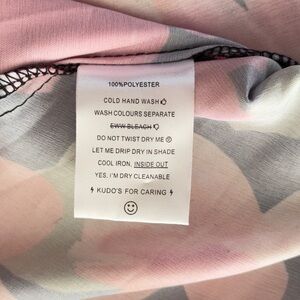 100%POLYESTER
COLD HAND WASH
WASH COLOURS SEPARATE
EWW BLEACH
DO NOT TWIST DRY ME
LET ME DRIP DRY IN SHADE
COOL IRON, INSIDE OUT
YES, I'M DRY CLEANABLE
KUDO'S FOR CARING